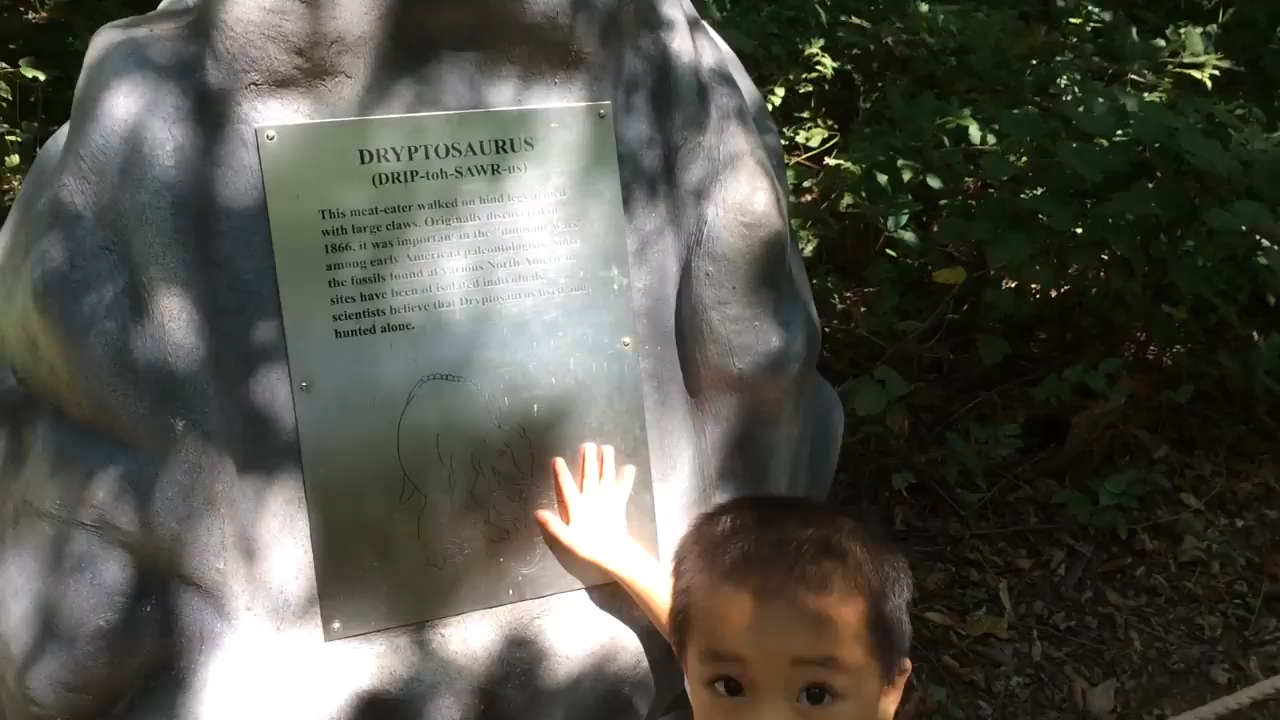 DRYPTOSAURUS
(DRIP-toh-SAWR-us)
This meat-eater walked on hind legs armed
with large claws. Originally discovered in
1866, it was important in the "dinosaur wars"
among early American paleontologists. Since
the fossils found at various North American
sites have been of isolated individuals,
scientists believe that Dryptosaurus lived and
hunted alone.